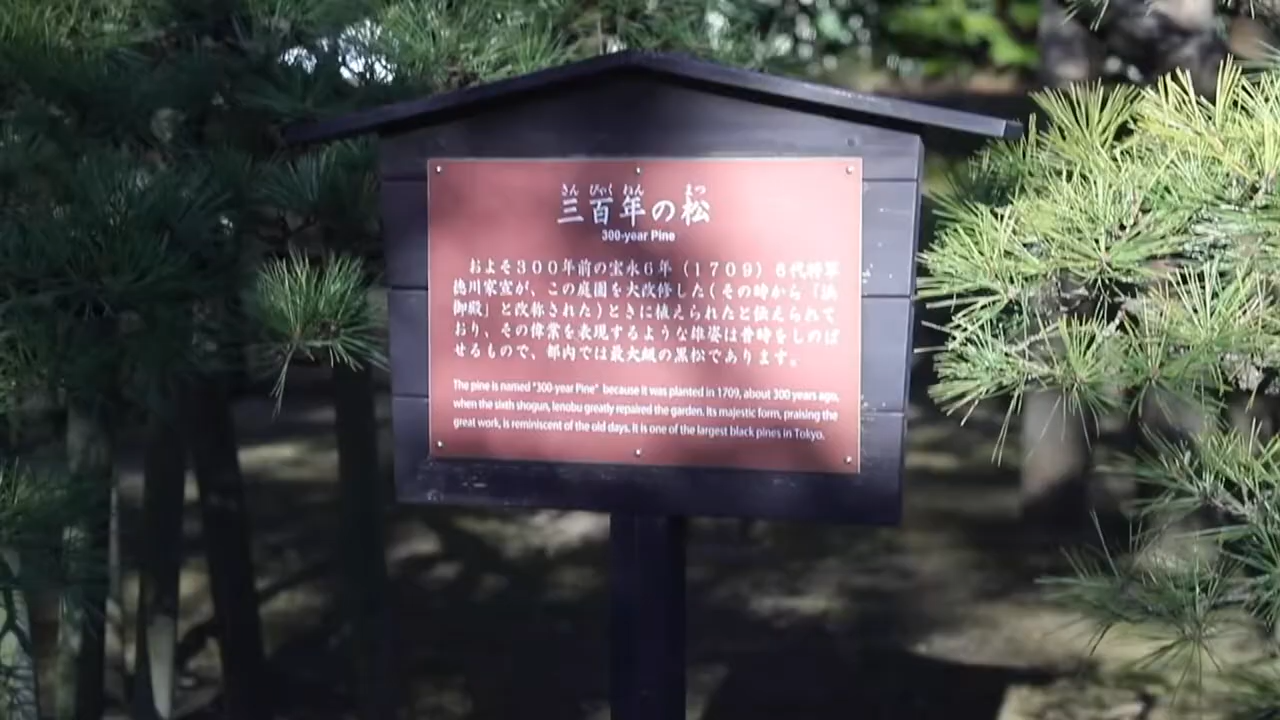 さん びゃく ねん まつ
三百年の松
300-year Pine
およそ300年前の宝永6年（1709）6代将軍
徳川家宣が、この庭園を大改修した(その時から「浜
御殿」と改称された)ときに植えられたと伝えられて
おり、その偉業を表現するような雄姿は昔時をしのば
せるもので、都内では最大級の黒松であります。
The pine is named "300-year Pine" because it was planted in 1709, about 300 years ago,
when the sixth shogun, Ienobu greatly repaired the garden. Its majestic form, praising the
great work, is reminiscent of the old days. It is one of the largest black pines in Tokyo.